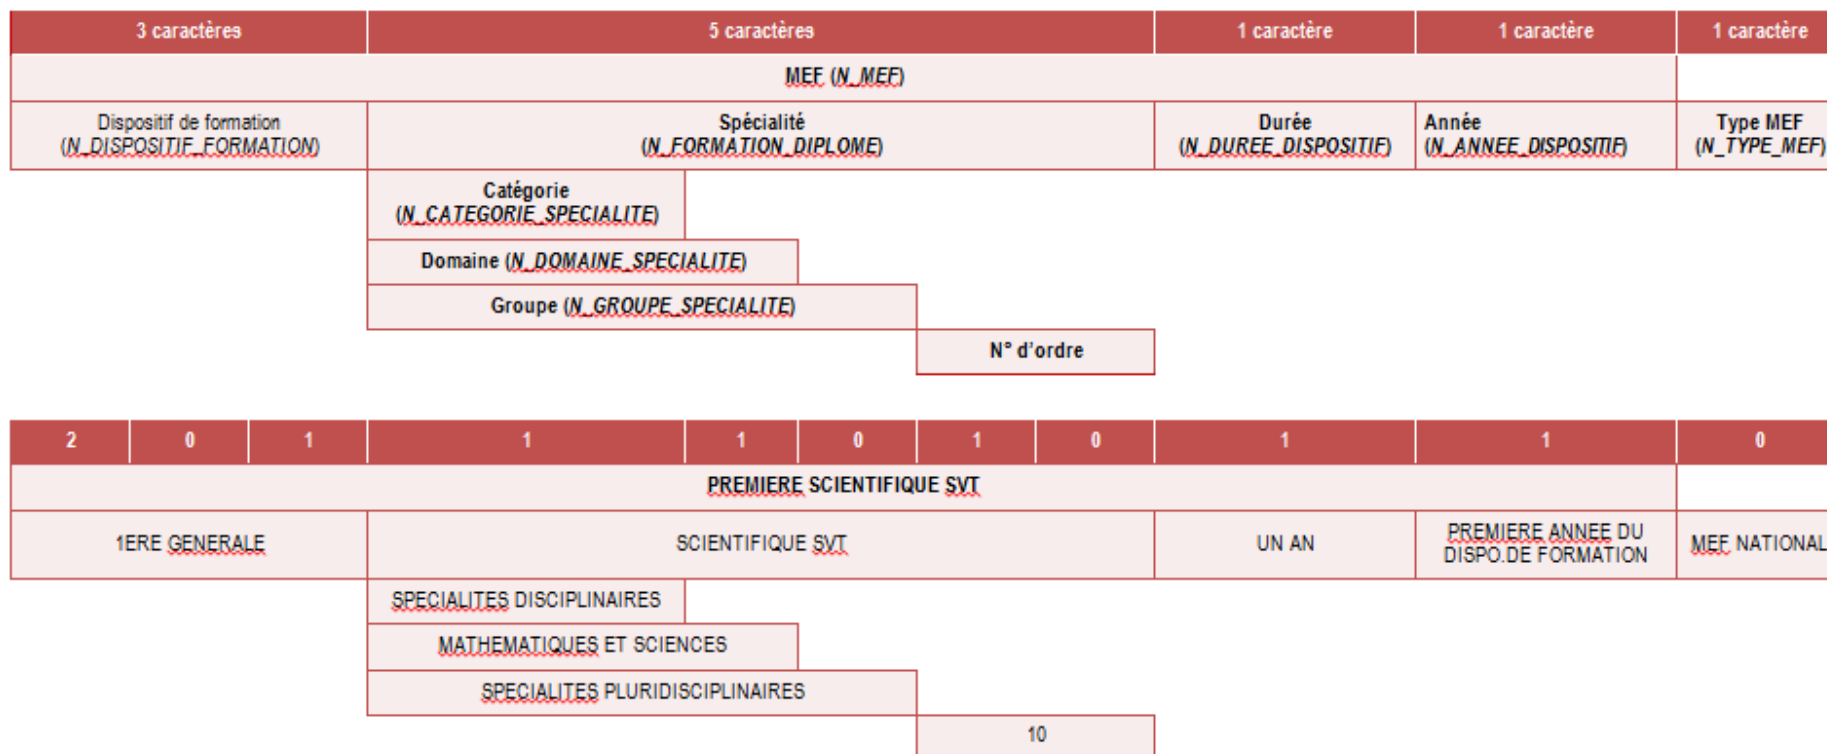 3 caractères 5 caractères 1 caractère 1 caractère 1 caractère
MEF (N_MEF)
Dispositif de formation Spécialité Durée Année Type MEF
(N_DISPOSITIF_FORMATION) (N_FORMATION_DIPLOME) (N_DUREE_DISPOSITIF) (N_ANNEE_DISPOSITIF) (N_TYPE_MEF)
Catégorie
(N_CATEGORIE_SPECIALITE)
Domaine (N_DOMAINE_SPECIALITE)
Groupe (N_GROUPE_SPECIALITE)
N° d'ordre
2 0 1 1 1 0 1 0 1 1 0
PREMIERE SCIENTIFIQUE SVT
1ERE GENERALE SCIENTIFIQUE SVT UN AN PREMIERE ANNEE DU MEF NATIONAL
DISPO.DE FORMATION
SPECIALITES DISCIPLINAIRES
MATHEMATIQUES ET SCIENCES
SPECIALITES PLURIDISCIPLINAIRES
10